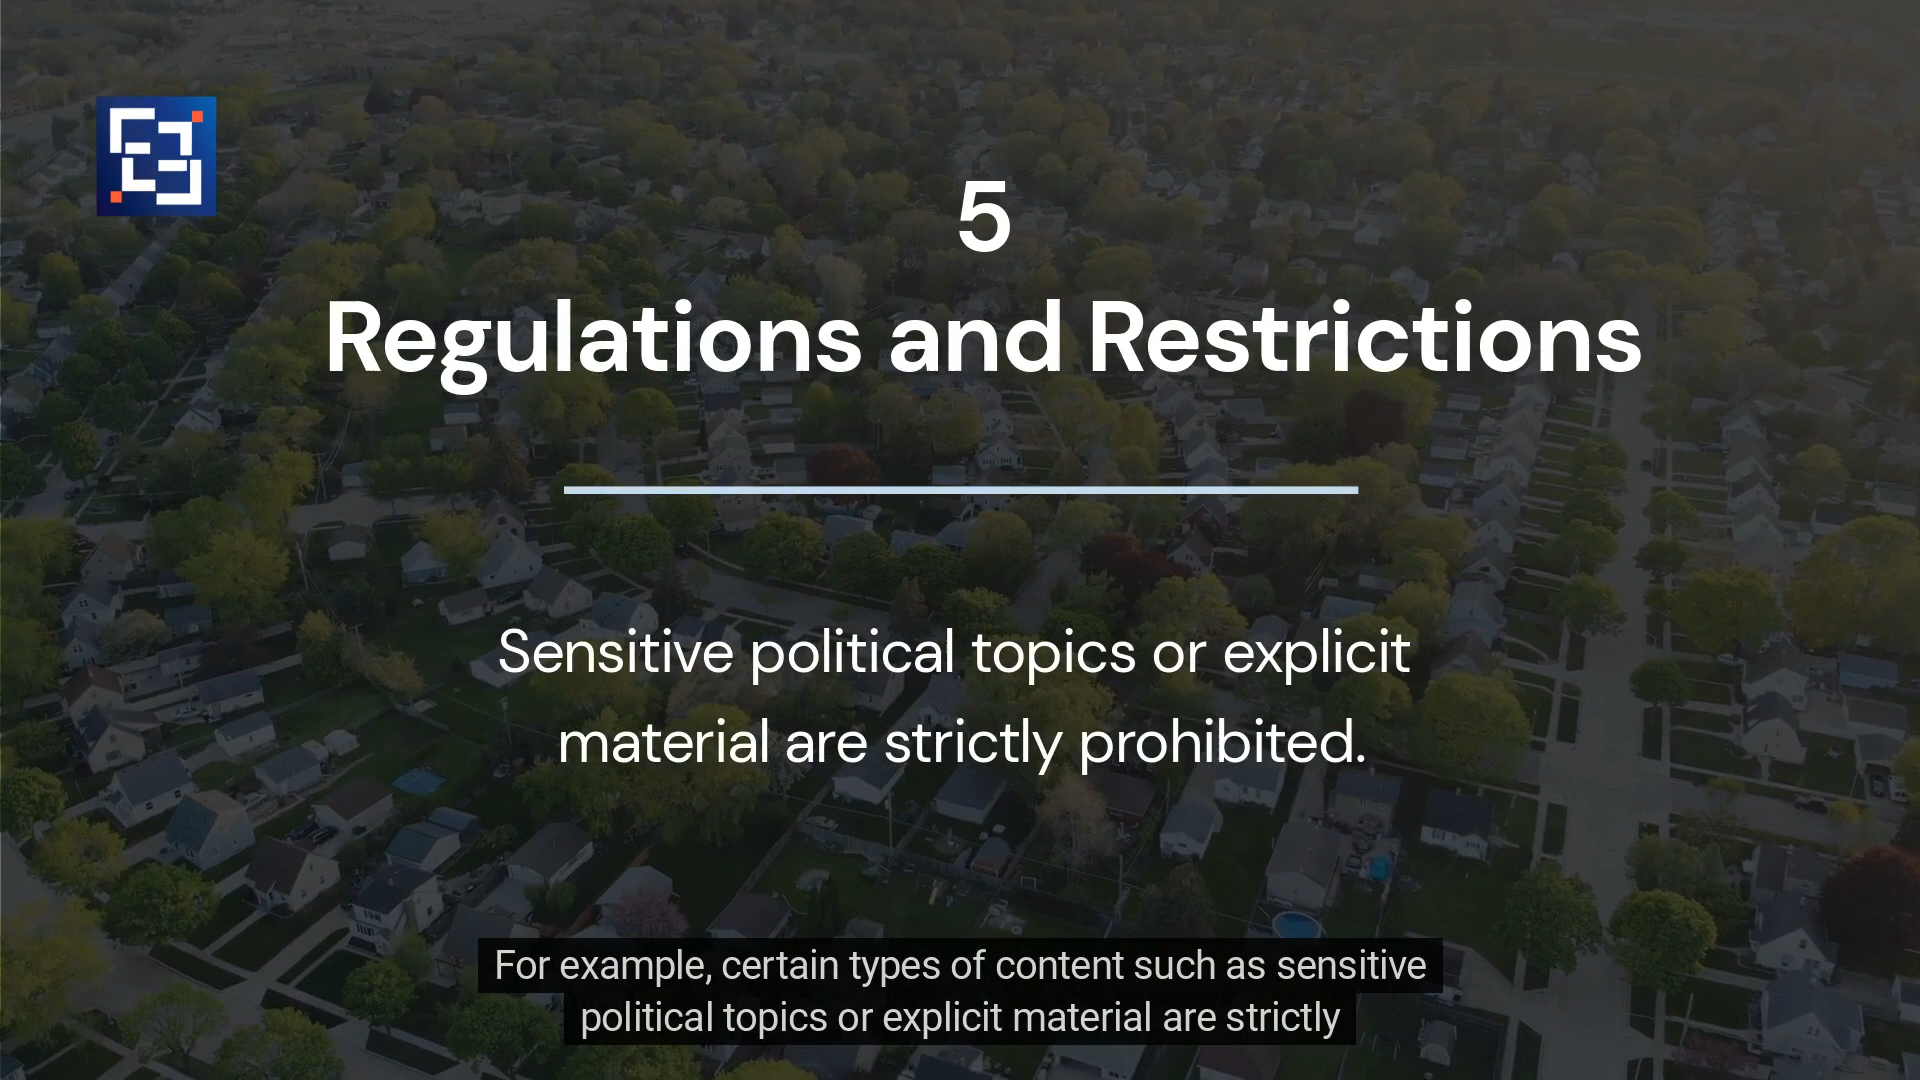 5
Regulations and Restrictions
Sensitive political topics or explicit
material are strictly prohibited.
For example, certain types of content such as sensitive
political topics or explicit material are strictly